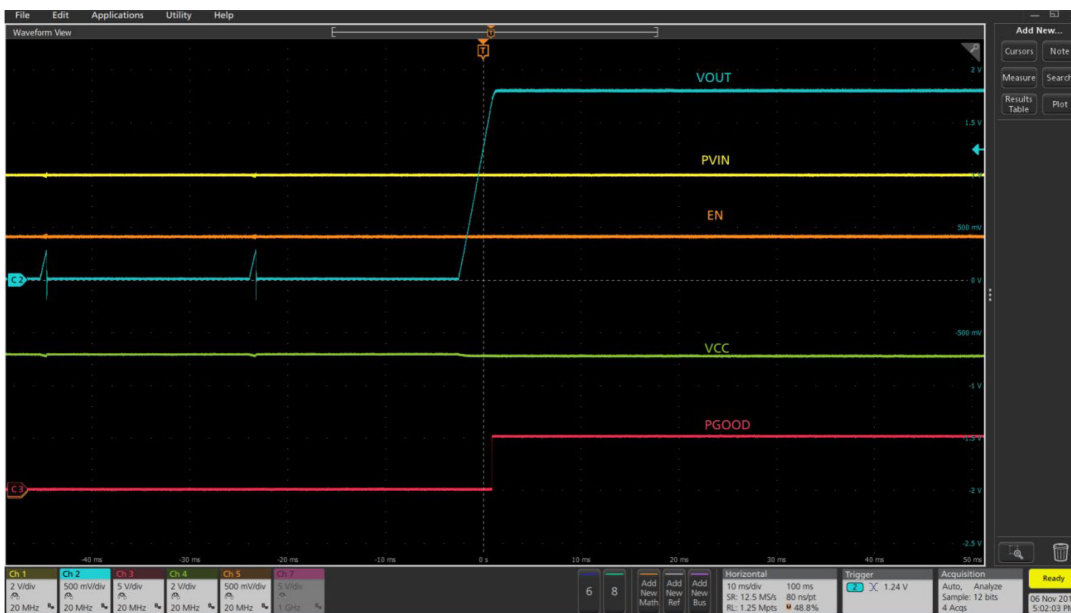 File Edit Applications Utility Help
Waveform View
Add New...
T
T
Cursors Note
Measure Search
Results Table Plot
2 V
VOUT
1.5 V
PVIN
1 V
EN
500 mV
C 2
0 V
-500 mV
VCC
-1 V
PGOOD
-1.5 V
C 3
-2 V
-2.5 V
-40 ms -30 ms -20 ms -10 ms 0 s 10 ms 20 ms 30 ms 40 ms 50 ms
Ch 1
2 V/div
20 MHz
Ch 2
500 mV/div
20 MHz
Ch 3
5 V/div
20 MHz
Ch 4
2 V/div
20 MHz
Ch 5
500 mV/div
20 MHz
Ch 7
5 V/div
1 GHz
6 8
Add New Math
Add New Ref
Add New Bus
Horizontal
10 ms/div 100 ms
SR: 12.5 MS/s 80 ns/pt
RL: 1.25 Mpts 48.8%
Trigger
2 1.24 V
Acquisition
Auto, Analyze
Sample: 12 bits
4 Acqs
Ready
06 Nov 201
5:02:03 P